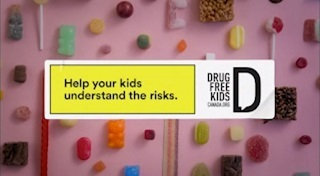 Help your kids
understand the risks.
DRUG
FREE
KIDS
CANADA.ORG
D